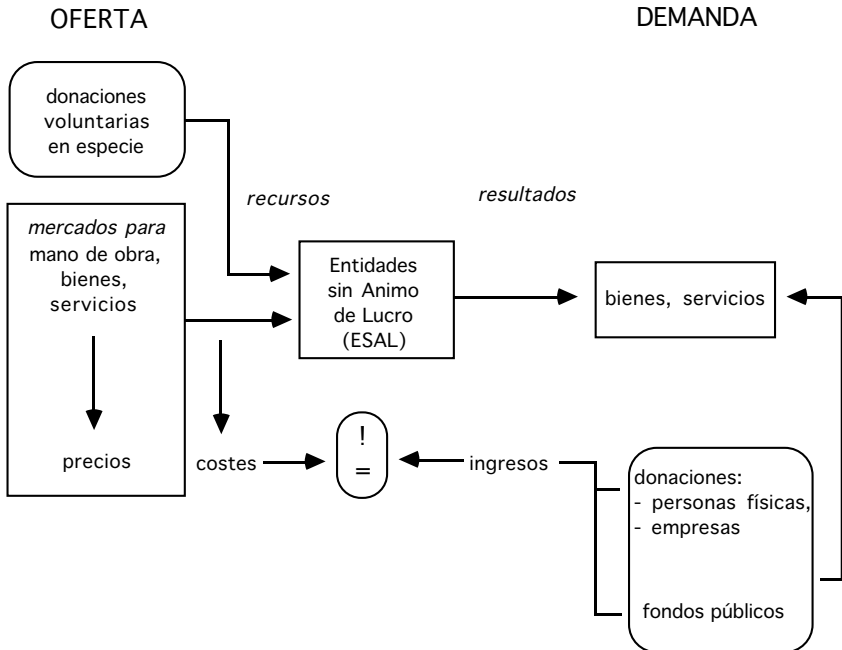 OFERTA
DEMANDA
donaciones
voluntarias
en especie
recursos
resultados
mercados para
mano de obra,
bienes,
servicios
Entidades
sin Animo
de Lucro
(ESAL)
bienes, servicios
precios
costes
!
=
ingresos
donaciones:
- personas físicas,
- empresas
fondos públicos